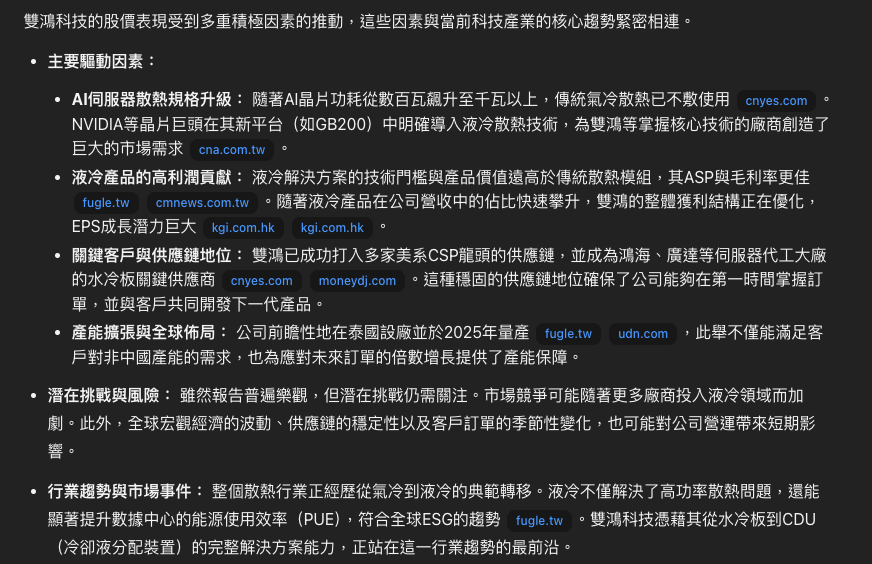 雙鴻科技的股價表現受到多重積極因素的推動，這些因素與當前科技產業的核心趨勢緊密相連。
• 主要驅動因素：
• AI伺服器散熱規格升級： 隨著AI晶片功耗從數百瓦飆升至千瓦以上，傳統氣冷散熱已不敷使用 cnyes.com 。
NVIDIA等晶片巨頭在其新平台（如GB200）中明確導入液冷散熱技術，為雙鴻等掌握核心技術的廠商創造了
巨大的市場需求 cna.com.tw 。
• 液冷產品的高利潤貢獻： 液冷解決方案的技術門檻與產品價值遠高於傳統散熱模組，其ASP與毛利率更佳
fugle.tw cmnews.com.tw 。隨著液冷產品在公司營收中的佔比快速攀升，雙鴻的整體獲利結構正在優化，
EPS成長潛力巨大 kgi.com.hk kgi.com.hk 。
• 關鍵客戶與供應鏈地位： 雙鴻已成功打入多家美系CSP龍頭的供應鏈，並成為鴻海、廣達等伺服器代工大廠
的水冷板關鍵供應商 cnyes.com moneydj.com 。這種穩固的供應鏈地位確保了公司能夠在第一時間掌握訂
單，並與客戶共同開發下一代產品。
• 產能擴張與全球佈局： 公司前瞻性地在泰國設廠並於2025年量產 fugle.tw udn.com ，此舉不僅能滿足客
戶對非中國產能的需求，也為應對未來訂單的倍數增長提供了產能保障。
• 潛在挑戰與風險： 雖然報告普遍樂觀，但潛在挑戰仍需關注。市場競爭可能隨著更多廠商投入液冷領域而加
劇。此外，全球宏觀經濟的波動、供應鏈的穩定性以及客戶訂單的季節性變化，也可能對公司營運帶來短期影
響。
• 行業趨勢與市場事件： 整個散熱行業正經歷從氣冷到液冷的典範轉移。液冷不僅解決了高功率散熱問題，還能
顯著提升數據中心的能源使用效率（PUE），符合全球ESG的趨勢 fugle.tw 。雙鴻科技憑藉其從水冷板到CDU
（冷卻液分配裝置）的完整解決方案能力，正站在這一行業趨勢的最前沿。